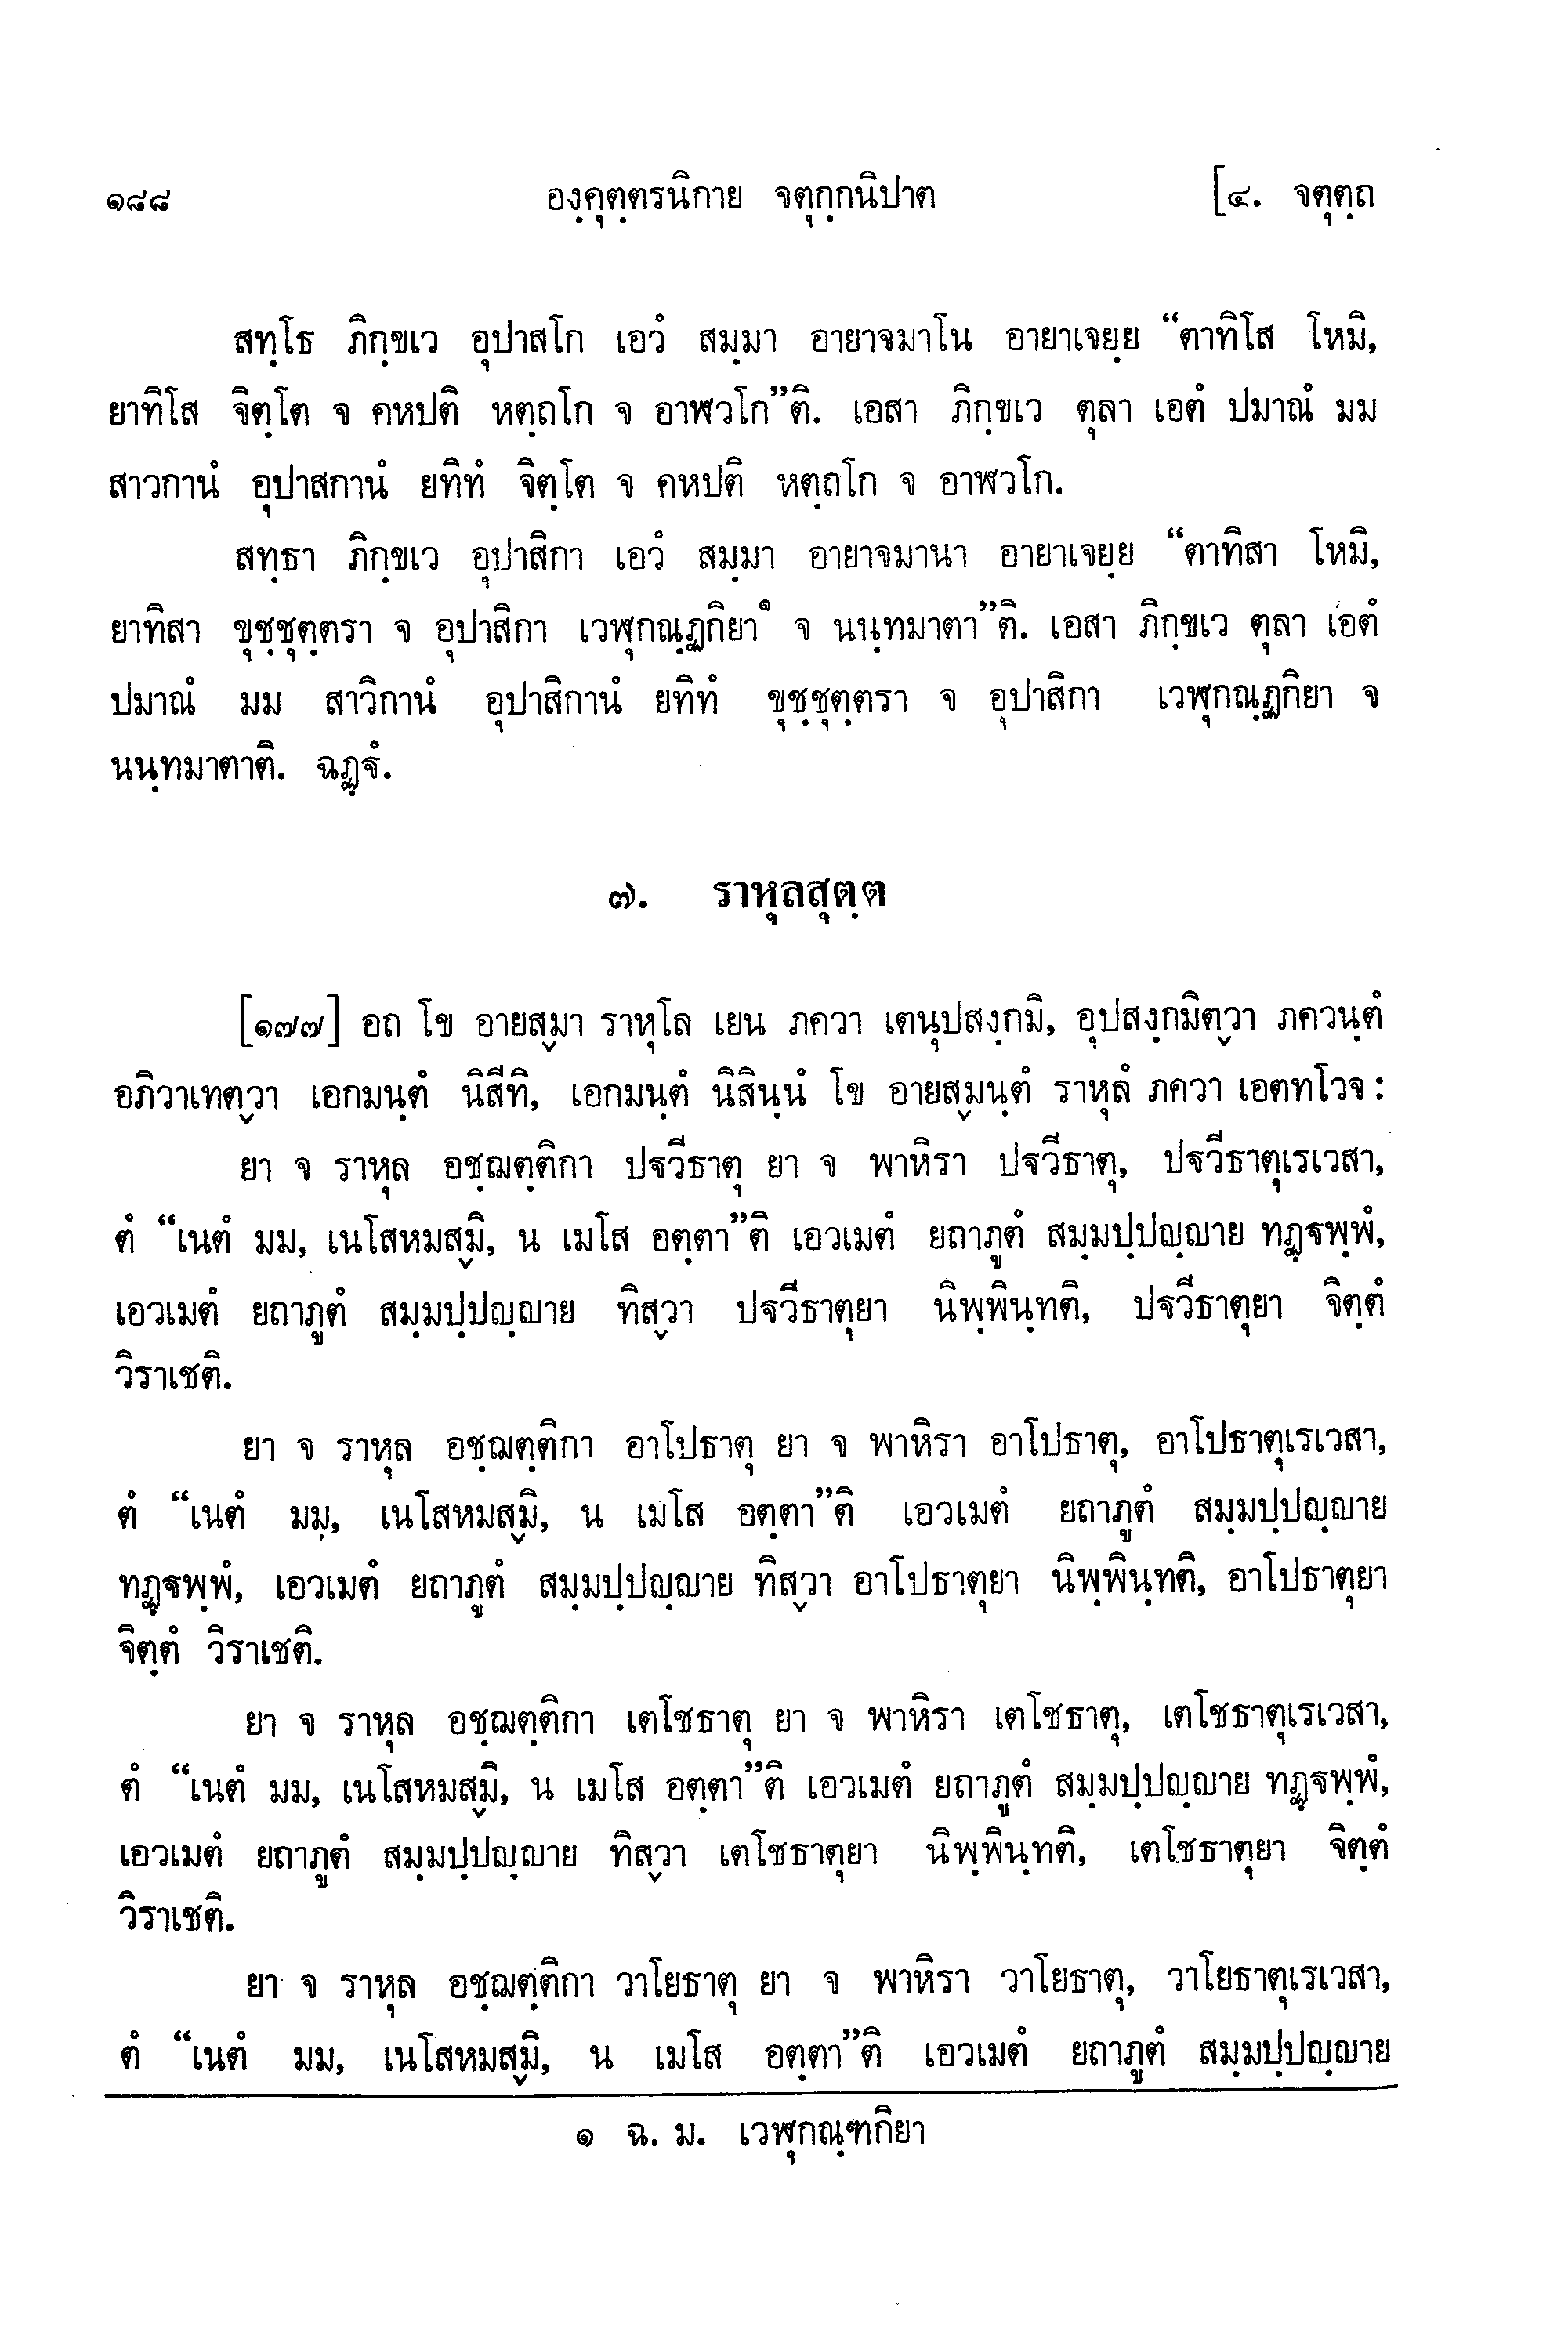 ๑๘๘ องฺคุตฺตรนิกาย จตุกฺกนิปาต [๔. จตุตฺถ
สทฺโธ ภิกฺขเว อุปาสโก เอวํ สมฺมา อายาจมาโน อายาเจยฺย “ตาทิโส โหมิ,
ยาทิโส จิตฺโต จ คหปติ หตฺถโก จ อาฬวโก”ติ. เอสา ภิกฺขเว ตุลา เอตํ ปมาณํ มม
สาวกานํ อุปาสกานํ ยทิทํ จิตฺโต จ คหปติ หตฺถโก จ อาฬวโก.
สทฺธา ภิกฺขเว อุปาสิกา เอวํ สมฺมา อายาจมานา อายาเจยฺย “ตาทิสา โหมิ,
ยาทิสา ขุชฺชุตฺตรา จ อุปาสิกา เวฬุกณฺฏกิยา๑ จ นนฺทมาตา”ติ. เอสา ภิกฺขเว ตุลา เอตํ
ปมาณํ มม สาวิกานํ อุปาสิกานํ ยทิทํ ขุชฺชุตฺตรา จ อุปาสิกา เวฬุกณฺฏกิยา จ
นนฺทมาตาติ. ฉฏฺฐํ.
๗. ราหุลสุตฺต
[๑๗๗] อถ โข อายสฺมา ราหุโล เยน ภควา เตนุปสงฺกมิ, อุปสงฺกมิตฺวา ภควนฺตํ
อภิวาเทตฺวา เอกมนฺตํ นิสีทิ, เอกมนฺตํ นิสินฺนํ โข อายสฺมนฺตํ ราหุลํ ภควา เอตทโวจ :
ยา จ ราหุล อชฺฌตฺติกา ปฐวีธาตุ ยา จ พาหิรา ปฐวีธาตุ, ปฐวีธาตุเรเวสา,
ตํ “เนตํ มม, เนโสหมสฺมิ, น เมโส อตฺตา”ติ เอวเมตํ ยถาภูตํ สมฺมปฺปญฺญาย ทฏฺฐพฺพํ,
เอวเมตํ ยถาภูตํ สมฺมปฺปญฺญาย ทิสฺวา ปฐวีธาตุยา นิพฺพินฺทติ, ปฐวีธาตุยา จิตฺตํ
วิราเชติ.
ยา จ ราหุล อชฺฌตฺติกา อาโปธาตุ ยา จ พาหิรา อาโปธาตุ, อาโปธาตุเรเวสา,
ตํ “เนตํ มม, เนโสหมสฺมิ, น เมโส อตฺตา”ติ เอวเมตํ ยถาภูตํ สมฺมปฺปญฺญาย
ทฏฺฐพฺพํ, เอวเมตํ ยถาภูตํ สมฺมปฺปญฺญาย ทิสฺวา อาโปธาตุยา นิพฺพินฺทติ, อาโปธาตุยา
จิตฺตํ วิราเชติ.
ยา จ ราหุล อชฺฌตฺติกา เตโชธาตุ ยา จ พาหิรา เตโชธาตุ, เตโชธาตุเรเวสา,
ตํ “เนตํ มม, เนโสหมสฺมิ, น เมโส อตฺตา”ติ เอวเมตํ ยถาภูตํ สมฺมปฺปญฺญาย ทฏฺฐพฺพํ,
เอวเมตํ ยถาภูตํ สมฺมปฺปญฺญาย ทิสฺวา เตโชธาตุยา นิพฺพินฺทติ, เตโชธาตุยา จิตฺตํ
วิราเชติ.
ยา จ ราหุล อชฺฌตฺติกา วาโยธาตุ ยา จ พาหิรา วาโยธาตุ, วาโยธาตุเรเวสา,
ตํ “เนตํ มม, เนโสหมสฺมิ, น เมโส อตฺตา”ติ เอวเมตํ ยถาภูตํ สมฺมปฺปญฺญาย
๑ ฉ. ม. เวฬุกณฺฑกิยา